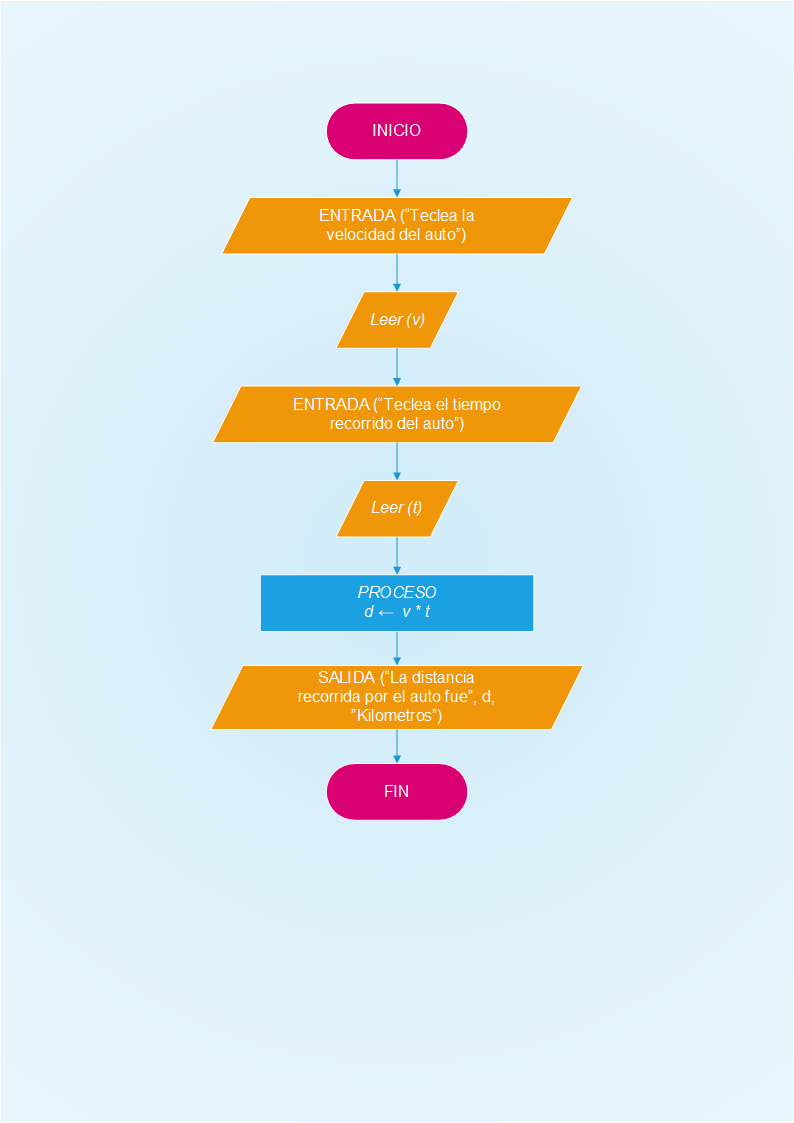 INICIO
ENTRADA (“Teclea la
velocidad del auto”)
Leer (v)
ENTRADA (“Teclea el tiempo
recorrido del auto”)
Leer (t)
PROCESO
d ← v * t
SALIDA (“La distancia
recorrida por el auto fue”, d,
”Kilometros”)
FIN